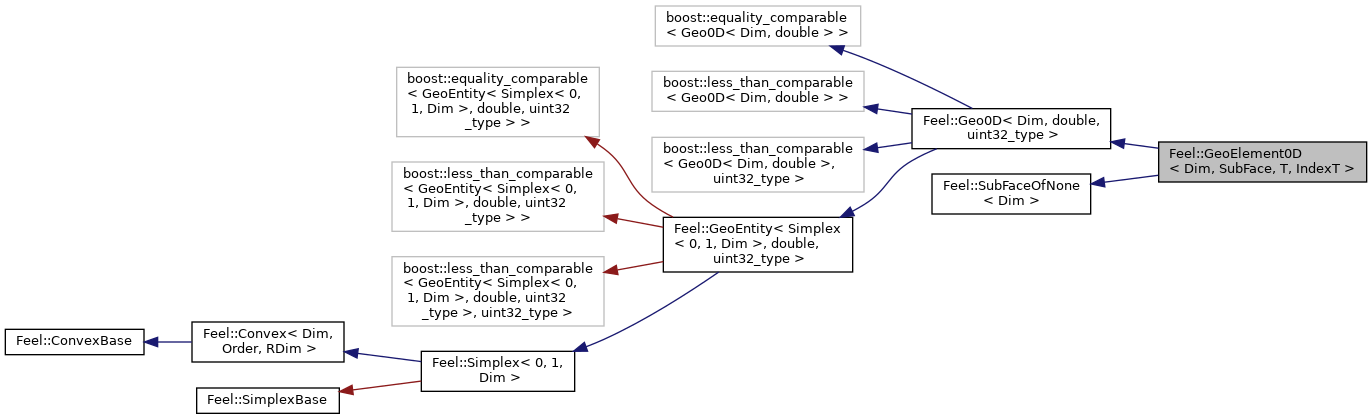 boost::equality_comparable
< Geo0D< Dim, double > >
boost::less_than_comparable
< Geo0D< Dim, double > >
boost::less_than_comparable
< Geo0D< Dim, double >,
uint32_type >
Feel::Geo0D< Dim, double,
uint32_type >
Feel::GeoElement0D
< Dim, SubFace, T, IndexT >
Feel::SubFaceOfNone
< Dim >
boost::equality_comparable
< GeoEntity< Simplex< 0,
1, Dim >, double, uint32
_type > >
boost::less_than_comparable
< GeoEntity< Simplex< 0,
1, Dim >, double, uint32
_type > >
boost::less_than_comparable
< GeoEntity< Simplex< 0,
1, Dim >, double, uint32
_type >, uint32_type >
Feel::GeoEntity< Simplex
< 0, 1, Dim >, double,
uint32_type >
Feel::ConvexBase
Feel::Convex< Dim,
Order, RDim >
Feel::Simplex< 0, 1,
Dim >
Feel::SimplexBase